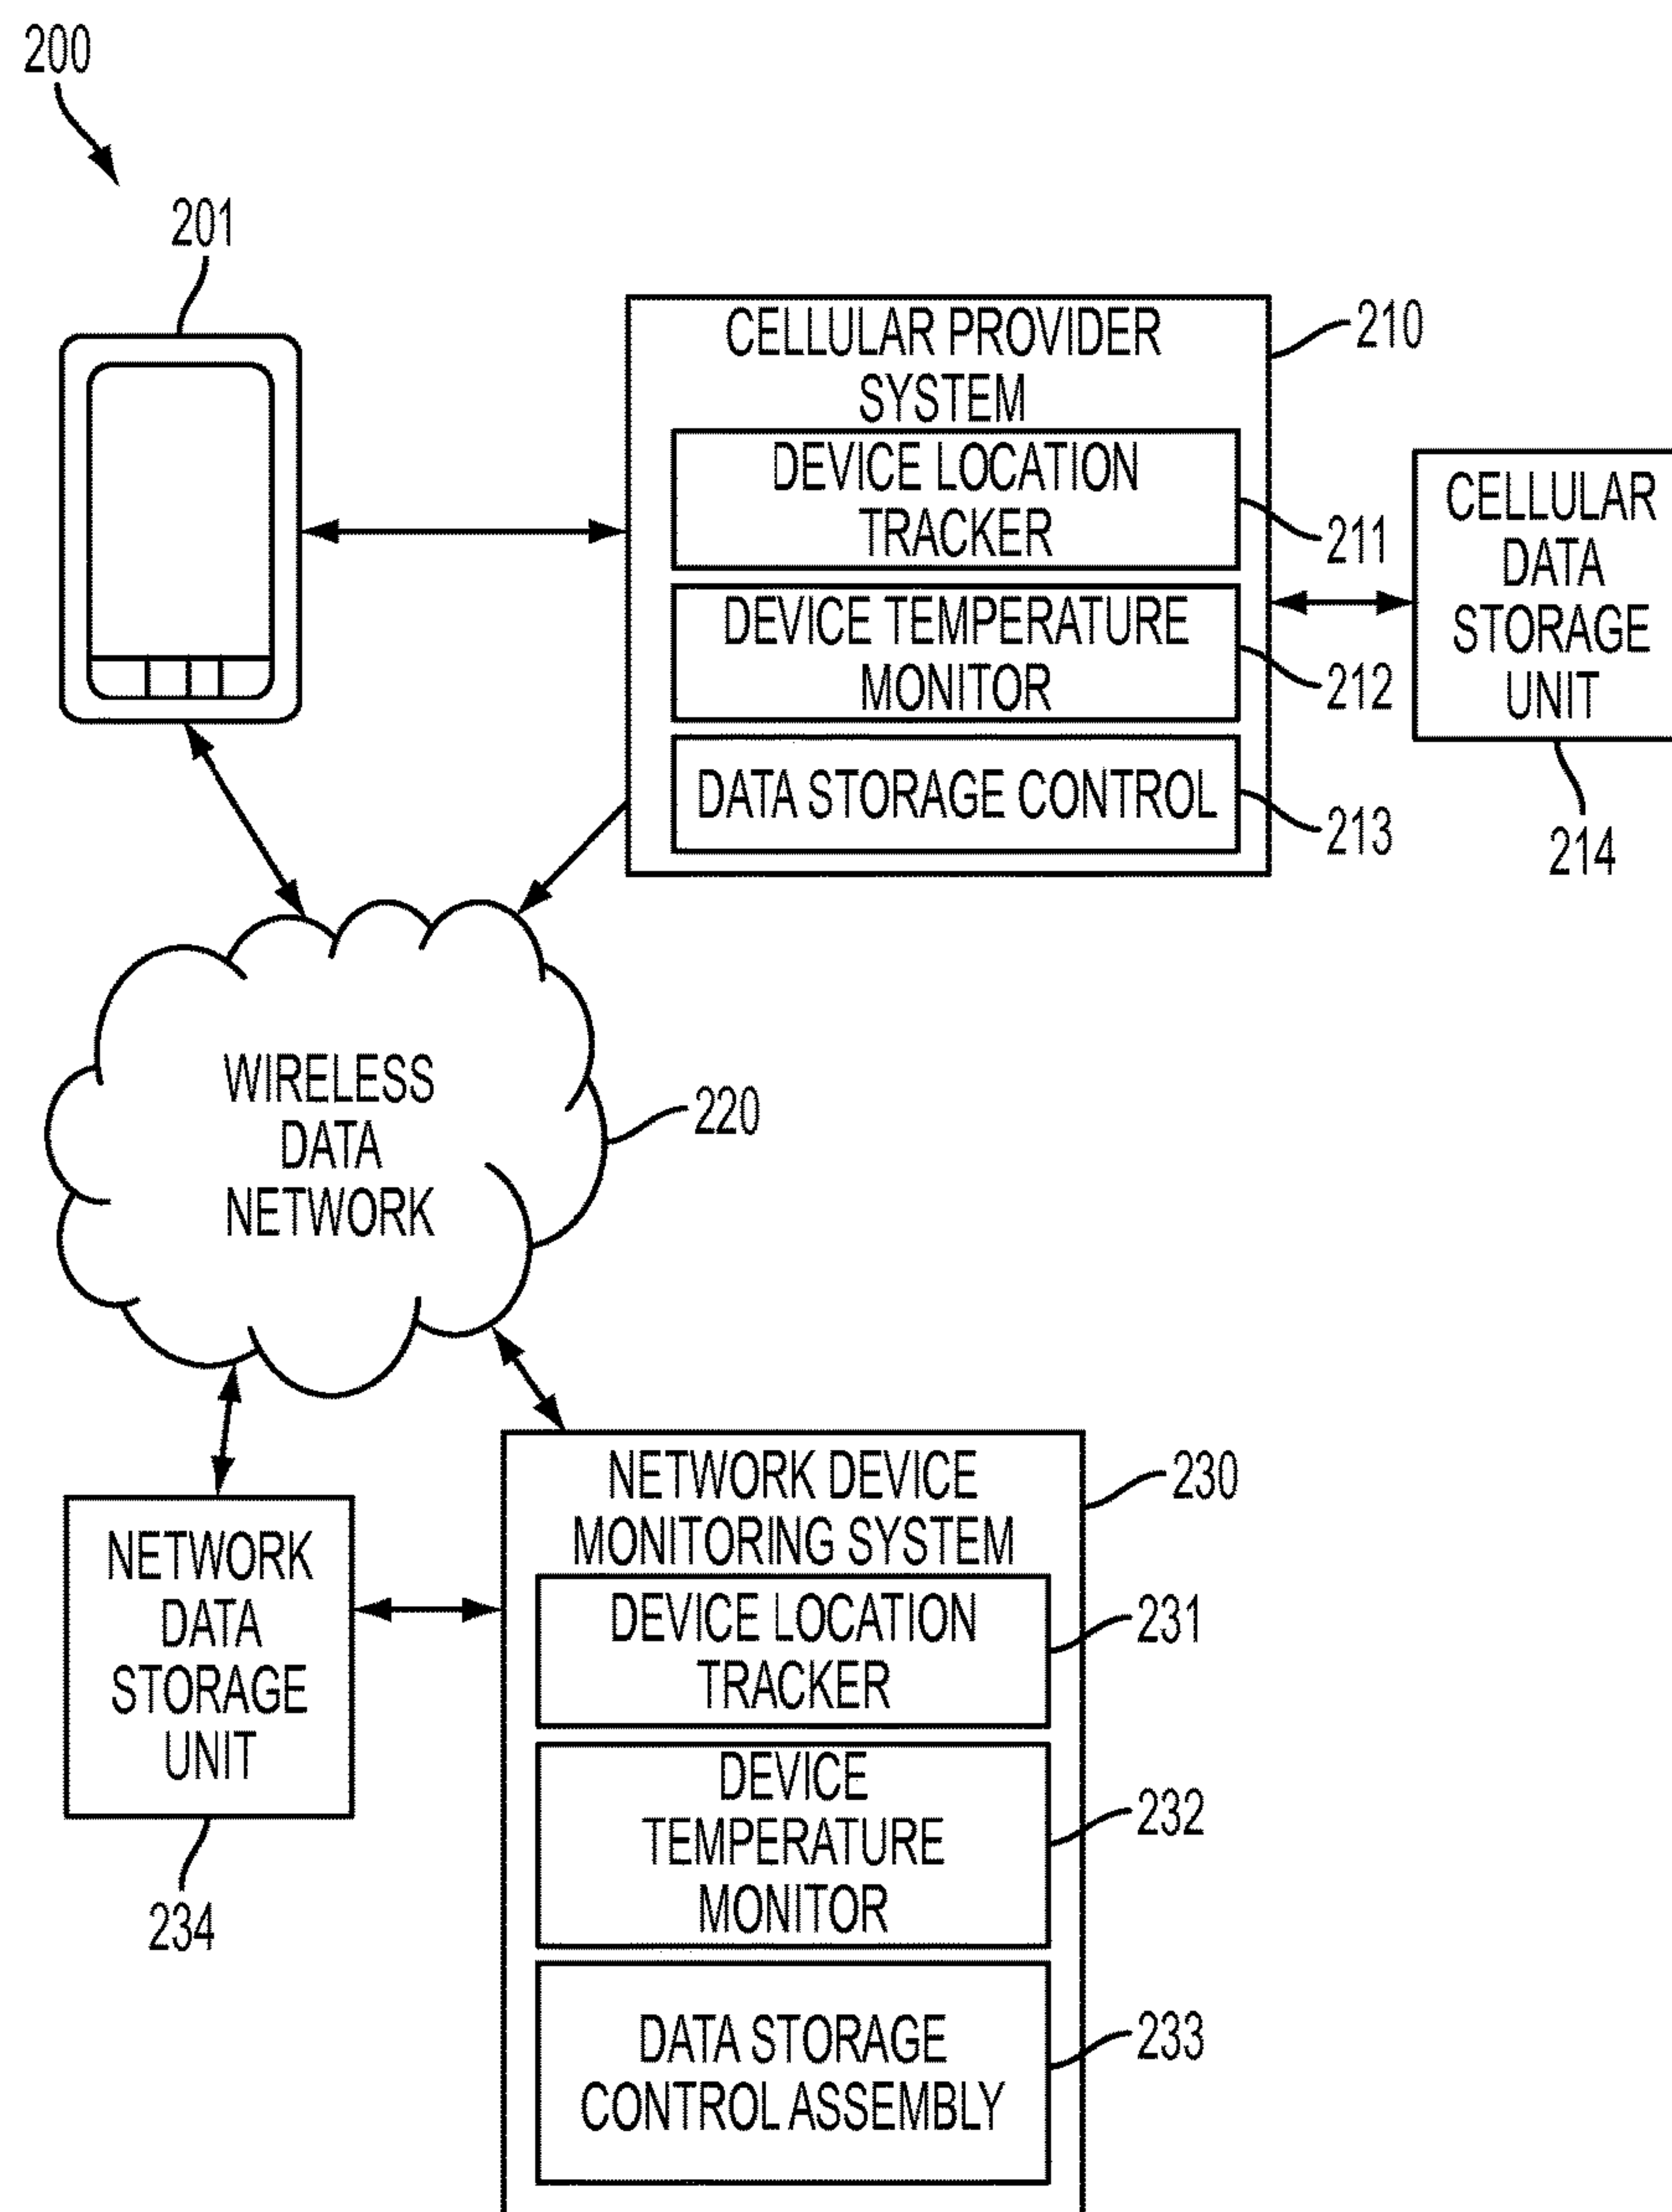 200
201
CELLULAR PROVIDER
SYSTEM
210
DEVICE LOCATION
TRACKER
211
DEVICE TEMPERATURE
MONITOR
212
DATA STORAGE CONTROL
213
CELLULAR
DATA
STORAGE
UNIT
214
WIRELESS
DATA
NETWORK
220
NETWORK DEVICE
MONITORING SYSTEM
230
DEVICE LOCATION
TRACKER
231
DEVICE
TEMPERATURE
MONITOR
232
DATA STORAGE
CONTROL ASSEMBLY
233
NETWORK
DATA
STORAGE
UNIT
234